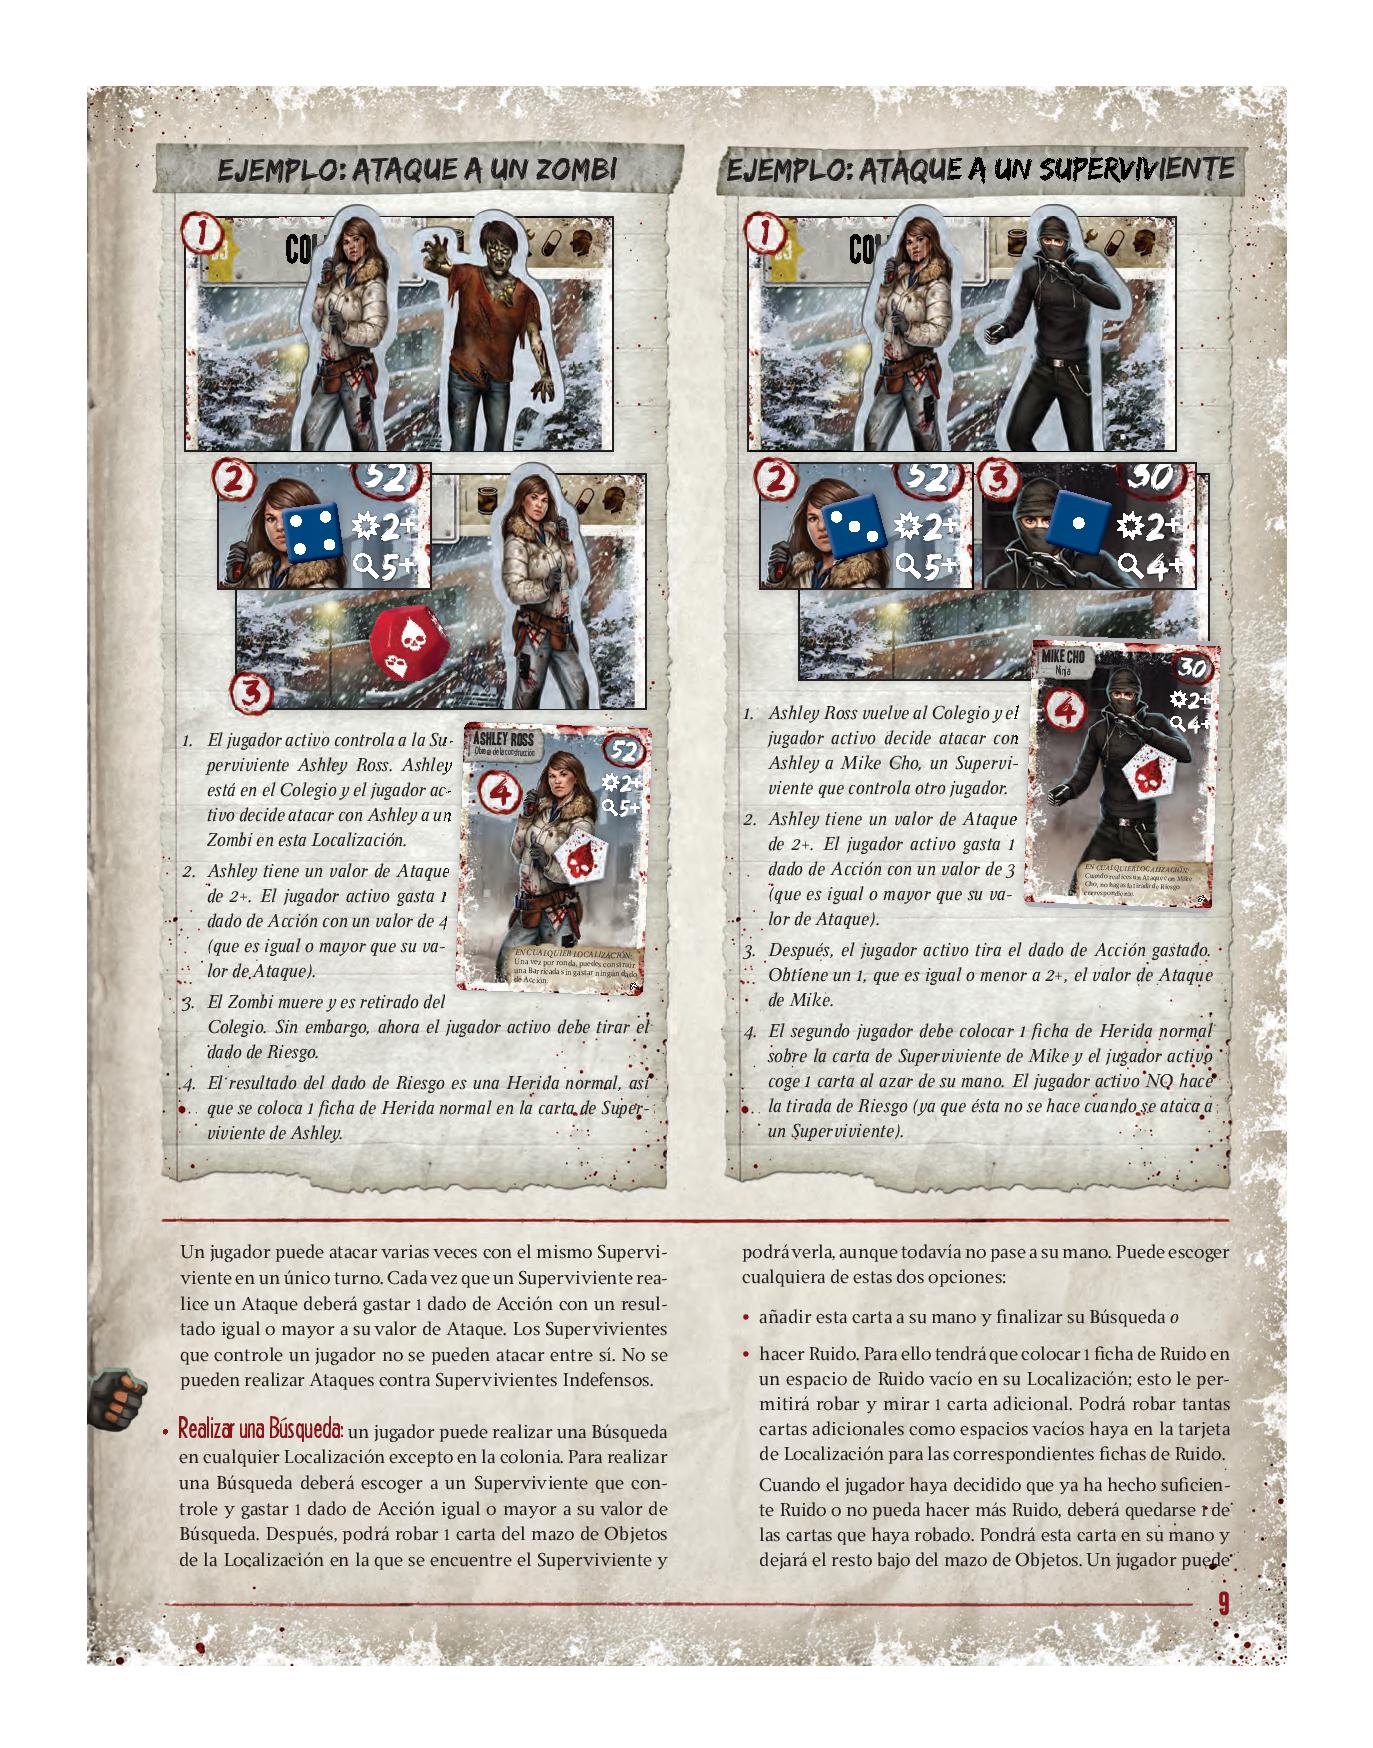 EJEMPLO: ATAQUE A UN ZOMBI
1
CO
2
52
2+
5+
3
1. El jugador activo controla a la Su-
perviviente Ashley Ross. Ashley
está en el Colegio y el jugador ac-
tivo decide atacar con Ashley a un
Zombi en esta Localización.
2. Ashley tiene un valor de Ataque
de 2+. El jugador activo gasta 1
dado de Acción con un valor de 4
(que es igual o mayor que su va-
lor de Ataque).
3. El Zombi muere y es retirado del
Colegio. Sin embargo, ahora el jugador activo debe tirar el
dado de Riesgo.
4. El resultado del dado de Riesgo es una Herida normal, así
que se coloca 1 ficha de Herida normal en la carta de Super-
viviente de Ashley.
ASHLEY ROSS
Obrera de la construcción
52
4
2+
5+
EN CUALQUIER LOCALIZACIÓN:
Una vez por ronda, puedes construir
una Barricada sin gastar ningún dado
de Acción.
EJEMPLO: ATAQUE A UN SUPERVIVIENTE
1
CO
2
52
2+
5+
3
30
2+
4+
1. Ashley Ross vuelve al Colegio y el
jugador activo decide atacar con
Ashley a Mike Cho, un Supervi-
viente que controla otro jugador.
2. Ashley tiene un valor de Ataque
de 2+. El jugador activo gasta 1
dado de Acción con un valor de 3
(que es igual o mayor que su va-
lor de Ataque).
3. Después, el jugador activo tira el dado de Acción gastado.
Obtiene un 1, que es igual o menor a 2+, el valor de Ataque
de Mike.
4. El segundo jugador debe colocar 1 ficha de Herida normal
sobre la carta de Superviviente de Mike y el jugador activo
coge 1 carta al azar de su mano. El jugador activo NO hace
la tirada de Riesgo (ya que ésta no se hace cuando se ataca a
un Superviviente).
MIKE CHO
Ninja
30
4
2+
4+
EN CUALQUIER LOCALIZACIÓN:
Cuando realices un Ataque con Mike
Cho, no hagas la tirada de Riesgo
correspondiente.
Un jugador puede atacar varias veces con el mismo Supervi-
viente en un único turno. Cada vez que un Superviviente rea-
lice un Ataque deberá gastar 1 dado de Acción con un resul-
tado igual o mayor a su valor de Ataque. Los Supervivientes
que controle un jugador no se pueden atacar entre sí. No se
pueden realizar Ataques contra Supervivientes Indefensos.
• Realizar una Búsqueda: un jugador puede realizar una Búsqueda
en cualquier Localización excepto en la colonia. Para realizar
una Búsqueda deberá escoger a un Superviviente que con-
trole y gastar 1 dado de Acción igual o mayor a su valor de
Búsqueda. Después, podrá robar 1 carta del mazo de Objetos
de la Localización en la que se encuentre el Superviviente y
podrá verla, aunque todavía no pase a su mano. Puede escoger
cualquiera de estas dos opciones:
• añadir esta carta a su mano y finalizar su Búsqueda o
• hacer Ruido. Para ello tendrá que colocar 1 ficha de Ruido en
un espacio de Ruido vacío en su Localización; esto le per-
mitirá robar y mirar 1 carta adicional. Podrá robar tantas
cartas adicionales como espacios vacíos haya en la tarjeta
de Localización para las correspondientes fichas de Ruido.
Cuando el jugador haya decidido que ya ha hecho suficien-
te Ruido o no pueda hacer más Ruido, deberá quedarse 1 de
las cartas que haya robado. Pondrá esta carta en su mano y
dejará el resto bajo del mazo de Objetos. Un jugador puede
9